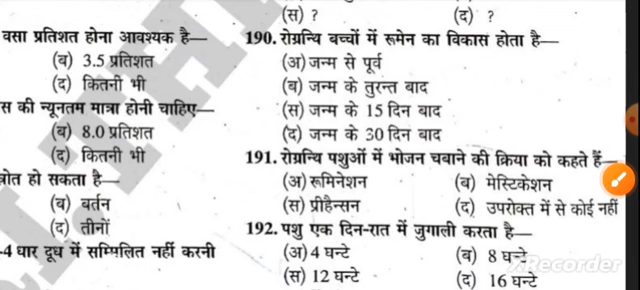 वसा प्रतिशत होना आवश्यक है—
(ब) 3.5 प्रतिशत
(द) कितनी भी
स की न्यूनतम मात्रा होनी चाहिए—
(ब) 8.0 प्रतिशत
(द) कितनी भी
स्रोत हो सकता है—
(ब) बर्तन
(द) तीनों
-4 धार दूध में सम्मिलित नहीं करनी
(स) ? (द) ?
190. रोग्रन्थि बच्चों में रूमेन का विकास होता है—
(अ) जन्म से पूर्व
(ब) जन्म के तुरन्त बाद
(स) जन्म के 15 दिन बाद
(द) जन्म के 30 दिन बाद
191. रोग्रन्थि पशुओं में भोजन चबाने की क्रिया को कहते हैं—
(अ) रूमिनेशन (ब) मेस्टिकेशन
(स) प्रीहैन्सन (द) उपरोक्त में से कोई नहीं
192. पशु एक दिन-रात में जुगाली करता है—
(अ) 4 घन्टे (ब) 8 घन्टे
(स) 12 घन्टे (द) 16 घन्टे
XRecorder